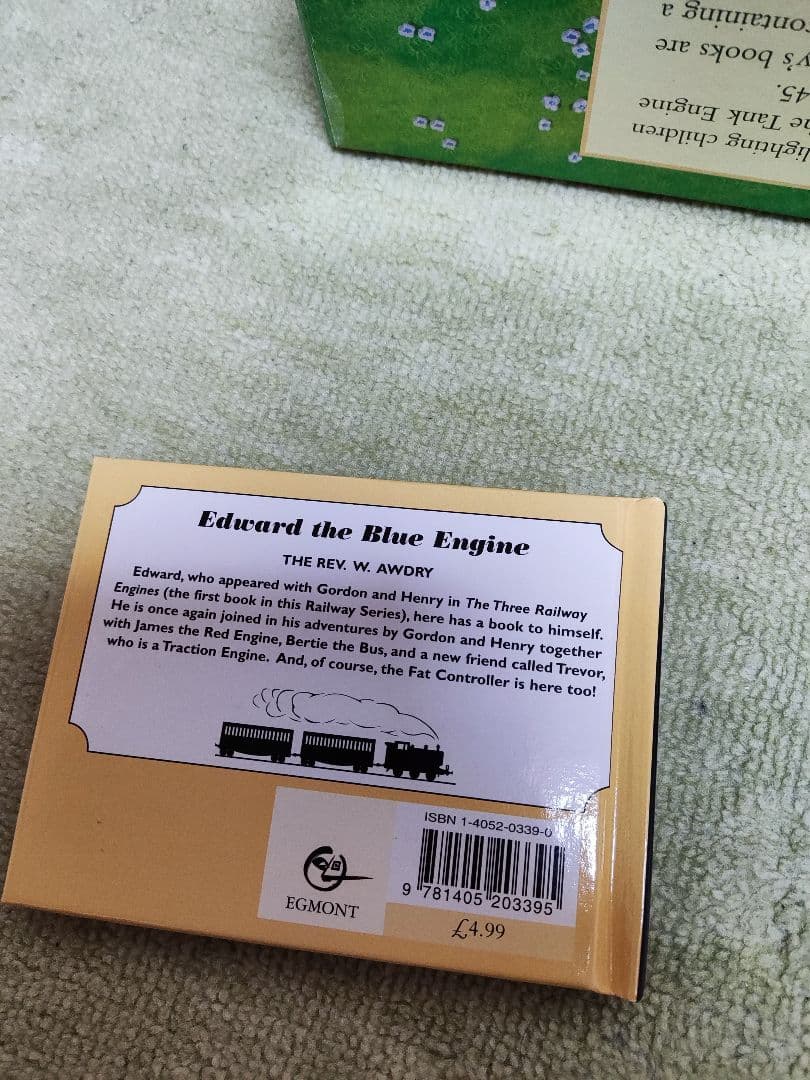 ontaining a
y's books are
45.
he Tank Engine
lighting children
Edward the Blue Engine
THE REV. W. AWDRY
Edward, who appeared with Gordon and Henry in The Three Railway
Engines (the first book in this Railway Series), here has a book to himself.
He is once again joined in his adventures by Gordon and Henry together
with James the Red Engine, Bertie the Bus, and a new friend called Trevor,
who is a Traction Engine. And, of course, the Fat Controller is here too!
ISBN 1-4052-0339-0
9 781405 203395
EGMONT
£4.99